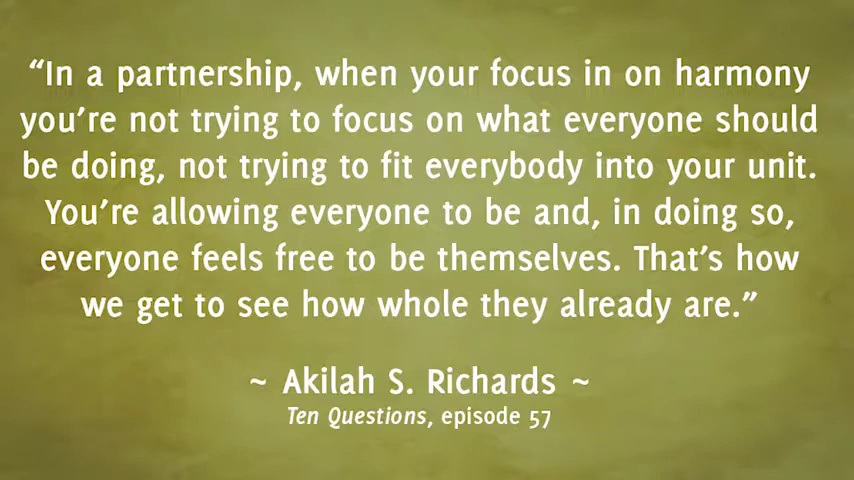 “In a partnership, when your focus in on harmony
you’re not trying to focus on what everyone should
be doing, not trying to fit everybody into your unit.
You’re allowing everyone to be and, in doing so,
everyone feels free to be themselves. That’s how
we get to see how whole they already are.”
~ Akilah S. Richards ~
Ten Questions, episode 57